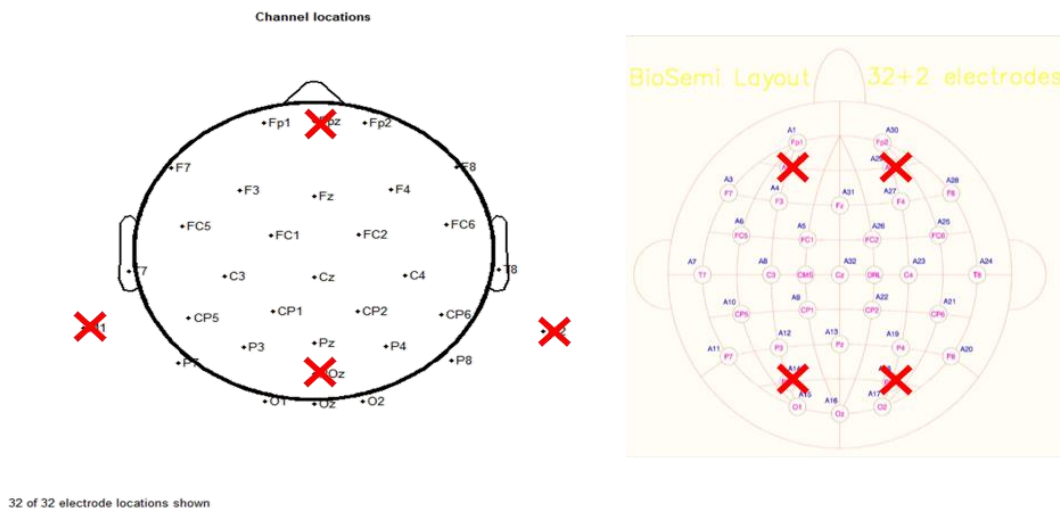 Channel locations
Fp1
Fp2
F7
F8
F3
Fz
F4
FC5
FC6
FC1
FC2
T7
T8
C3
Cz
C4
CP5
CP1
CP2
CP6
P3
Pz
P4
P7
P8
O1
Oz
O2
32 of 32 electrode locations shown
BioSemi Layout 32+2 electrodes
A1
A30
Fp1
Fp2
A3
A4
A31
A27
A28
F7
F3
Fz
F4
F8
A6
A5
A26
A25
FC5
FC1
FC2
FC6
A7
A8
A32
A23
A24
T7
C3
CMS
Cz
DRL
C4
T8
A10
A9
A22
A21
CP5
CP1
CP2
CP6
A11
A12
A13
A19
A20
P7
P3
Pz
P4
P8
A16
A17
O1
Oz
O2